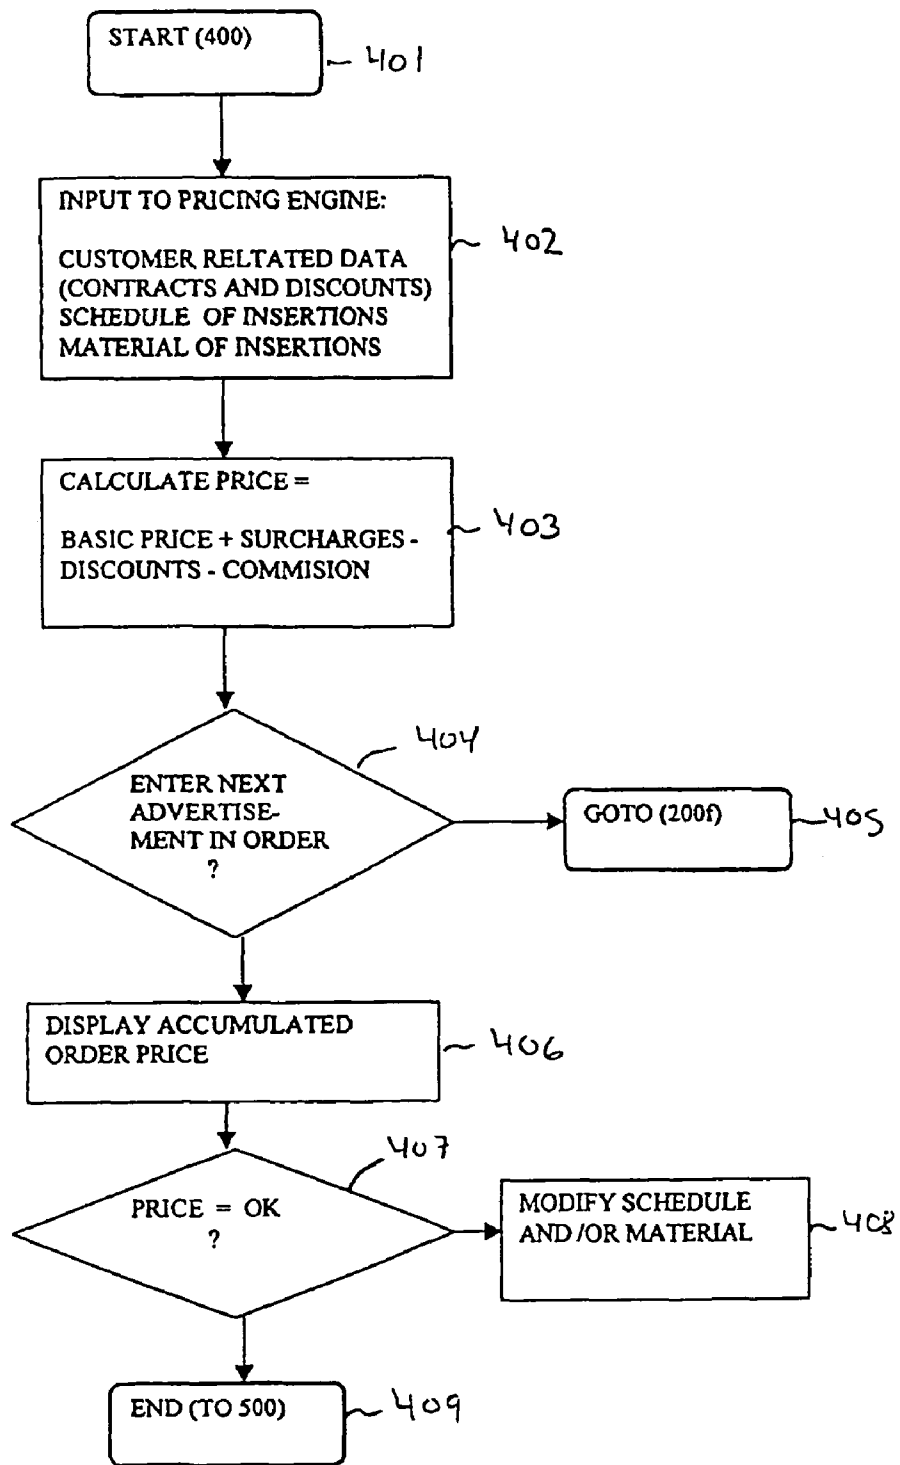 START (400)
401
INPUT TO PRICING ENGINE:
402
CUSTOMER RELTATED DATA
(CONTRACTS AND DISCOUNTS)
SCHEDULE OF INSERTIONS
MATERIAL OF INSERTIONS
CALCULATE PRICE =
403
BASIC PRICE + SURCHARGES -
DISCOUNTS - COMMISION
404
ENTER NEXT
ADVERTISE-
MENT IN ORDER
?
GOTO (200f)
405
DISPLAY ACCUMULATED
ORDER PRICE
406
407
PRICE = OK
?
MODIFY SCHEDULE
AND /OR MATERIAL
408
END (TO 500)
409